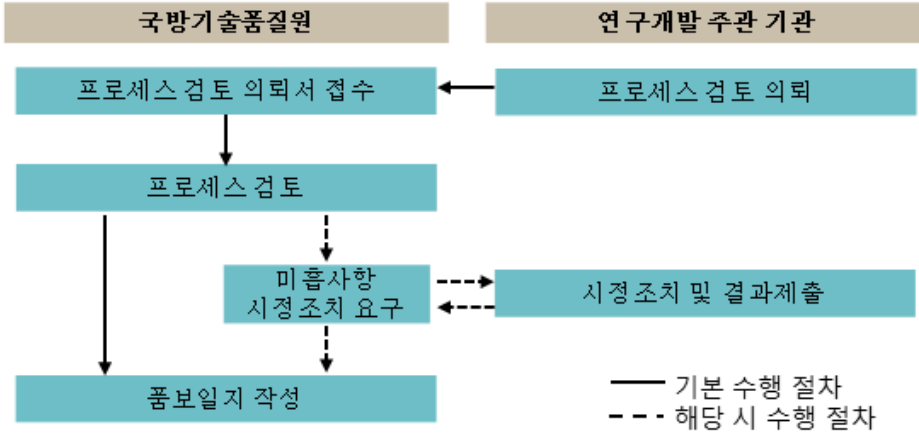 국방기술품질원
연구개발 주관 기관
프로세스 검토 의뢰서 접수
프로세스 검토 의뢰
프로세스 검토
미흡사항
시정조치 요구
시정조치 및 결과제출
품보일지 작성
기본 수행 절차
해당 시 수행 절차